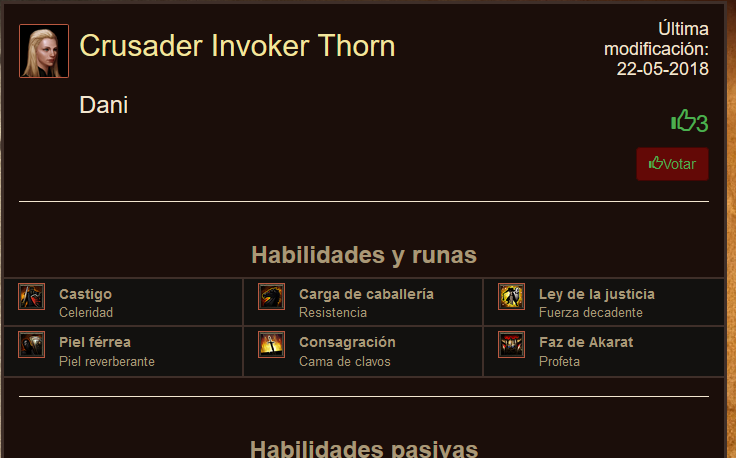 Crusader Invoker Thorn
Última
modificación:
22-05-2018
Dani
3
Votar
Habilidades y runas
Castigo
Celeridad
Carga de caballería
Resistencia
Ley de la justicia
Fuerza decadente
Piel férrea
Piel reverberante
Consagración
Cama de clavos
Faz de Akarat
Profeta
Habilidades pasivas